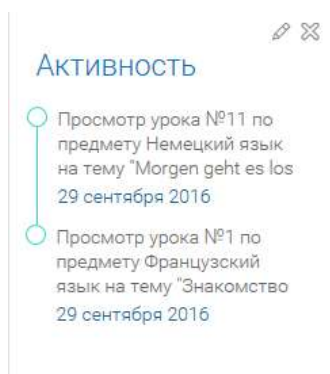 Активность
Просмотр урока №11 по
предмету Немецкий язык
на тему "Morgen geht es los
29 сентября 2016
Просмотр урока №1 по
предмету Французский
язык на тему "Знакомство
29 сентября 2016